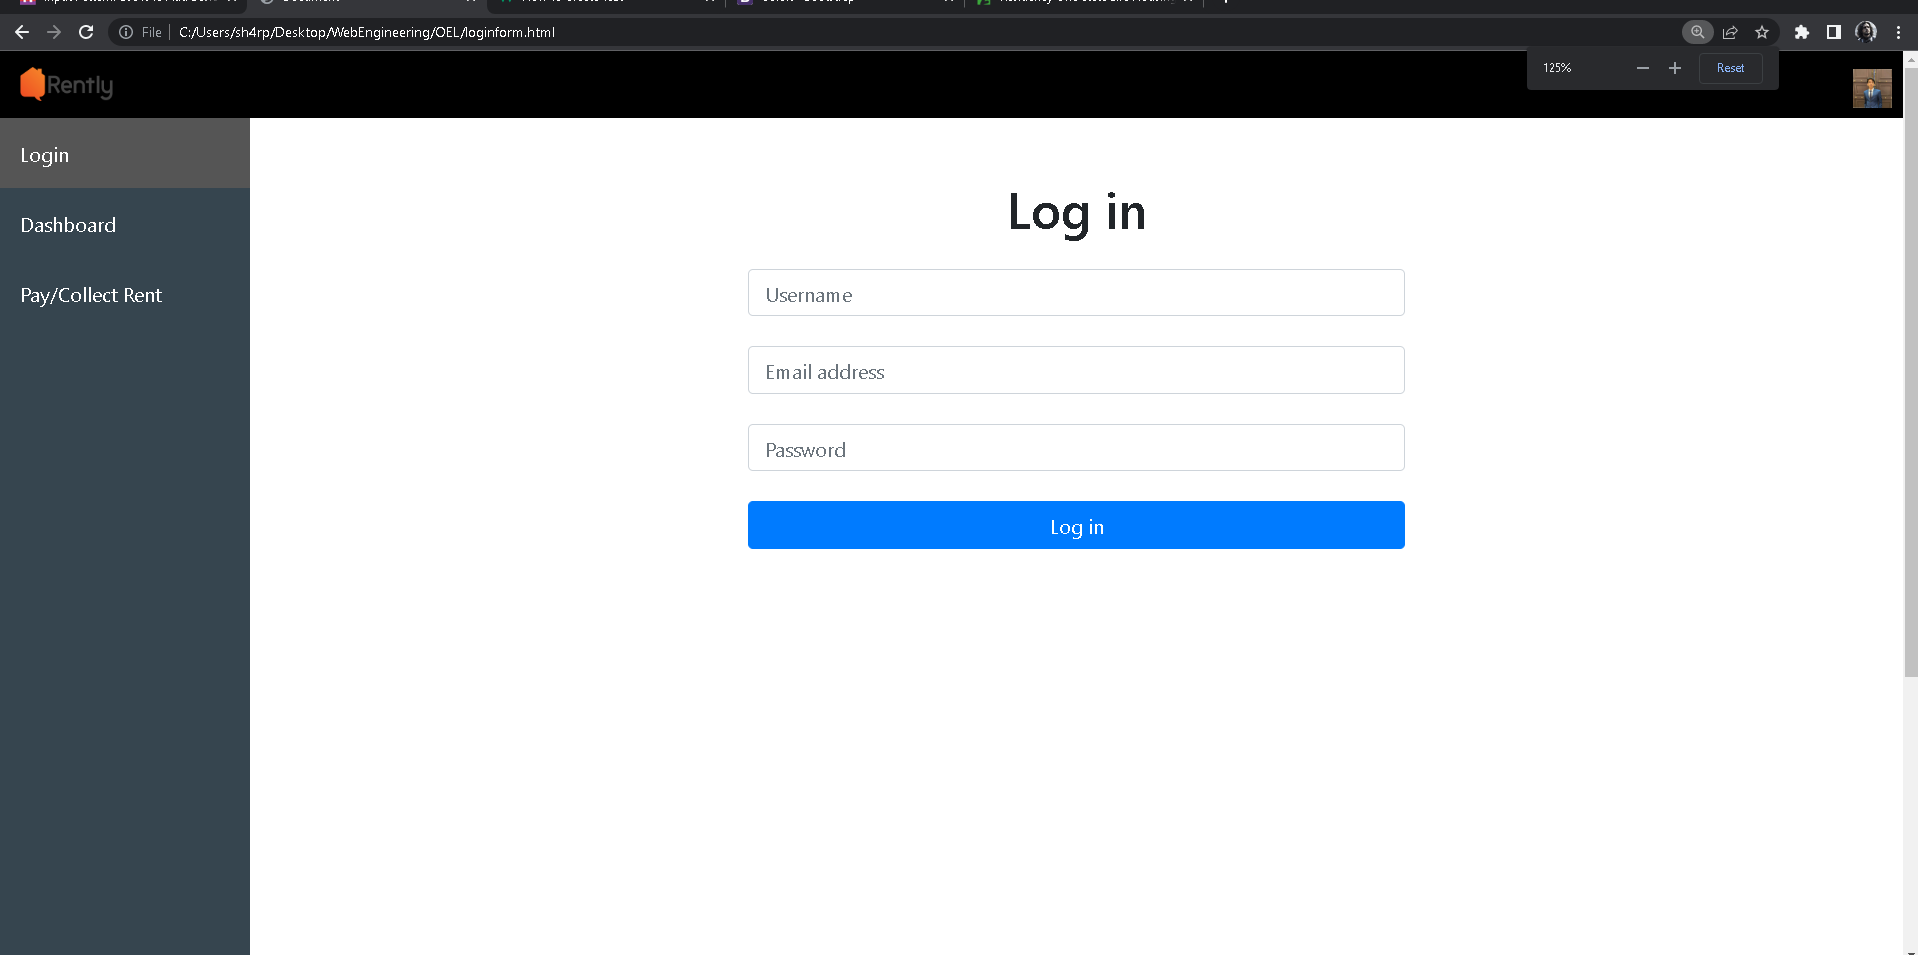 File
C:/Users/sh4rp/Desktop/WebEngineering/OEL/loginform.html
125%
Reset
Rently
Login
Dashboard
Pay/Collect Rent
Log in
Username
Email address
Password
Log in